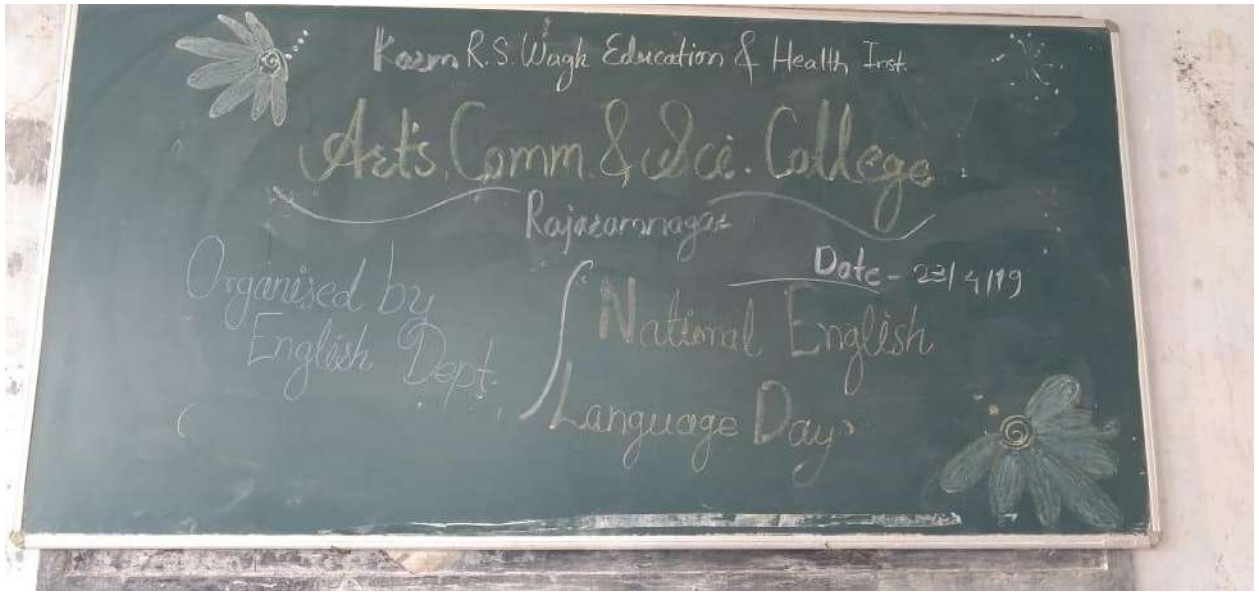 R.S. Wagh Education & Health Inst.
Arts, Comm. & Sci. College
Rajaramnagar
Date - 23/4/19
Organised by
English Dept.
National English
Language Day